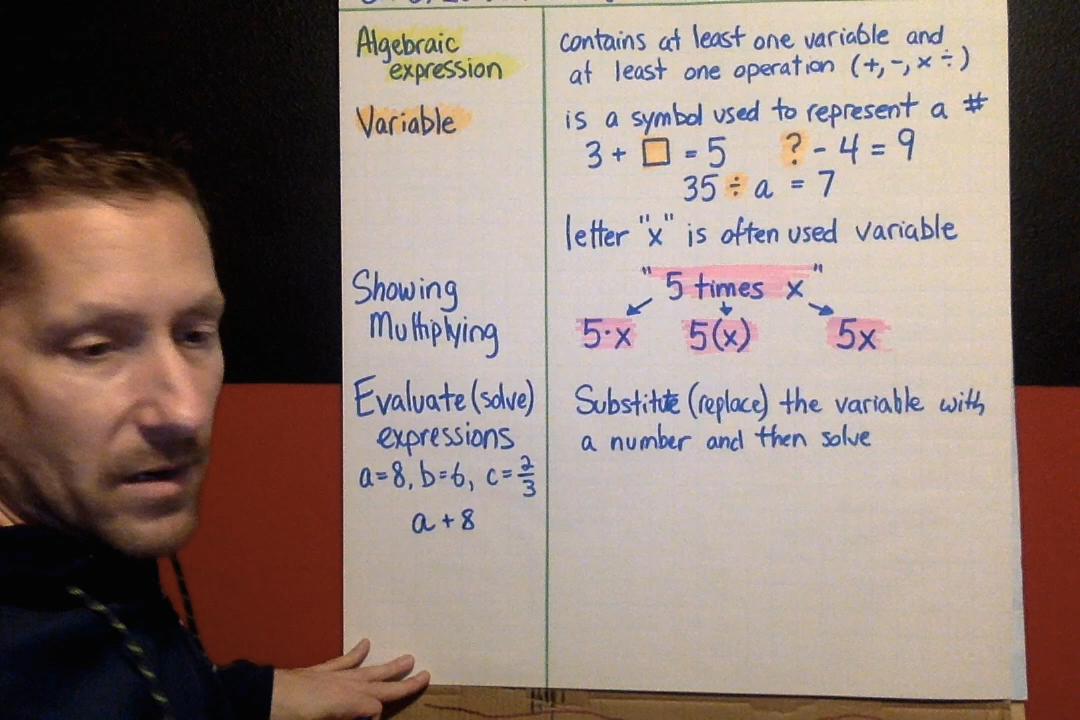 Algebraic
expression
contains at least one variable and
at least one operation (+, -, × ÷)
Variable
is a symbol used to represent a #
3 + □ = 5 ? - 4 = 9
35 ÷ a = 7
letter "x" is often used variable
Showing
Multiplying
"5 times x"
5·x 5(x) 5x
Evaluate (solve)
expressions
a=8, b=6, c=2/3
a + 8
Substitute (replace) the variable with
a number and then solve